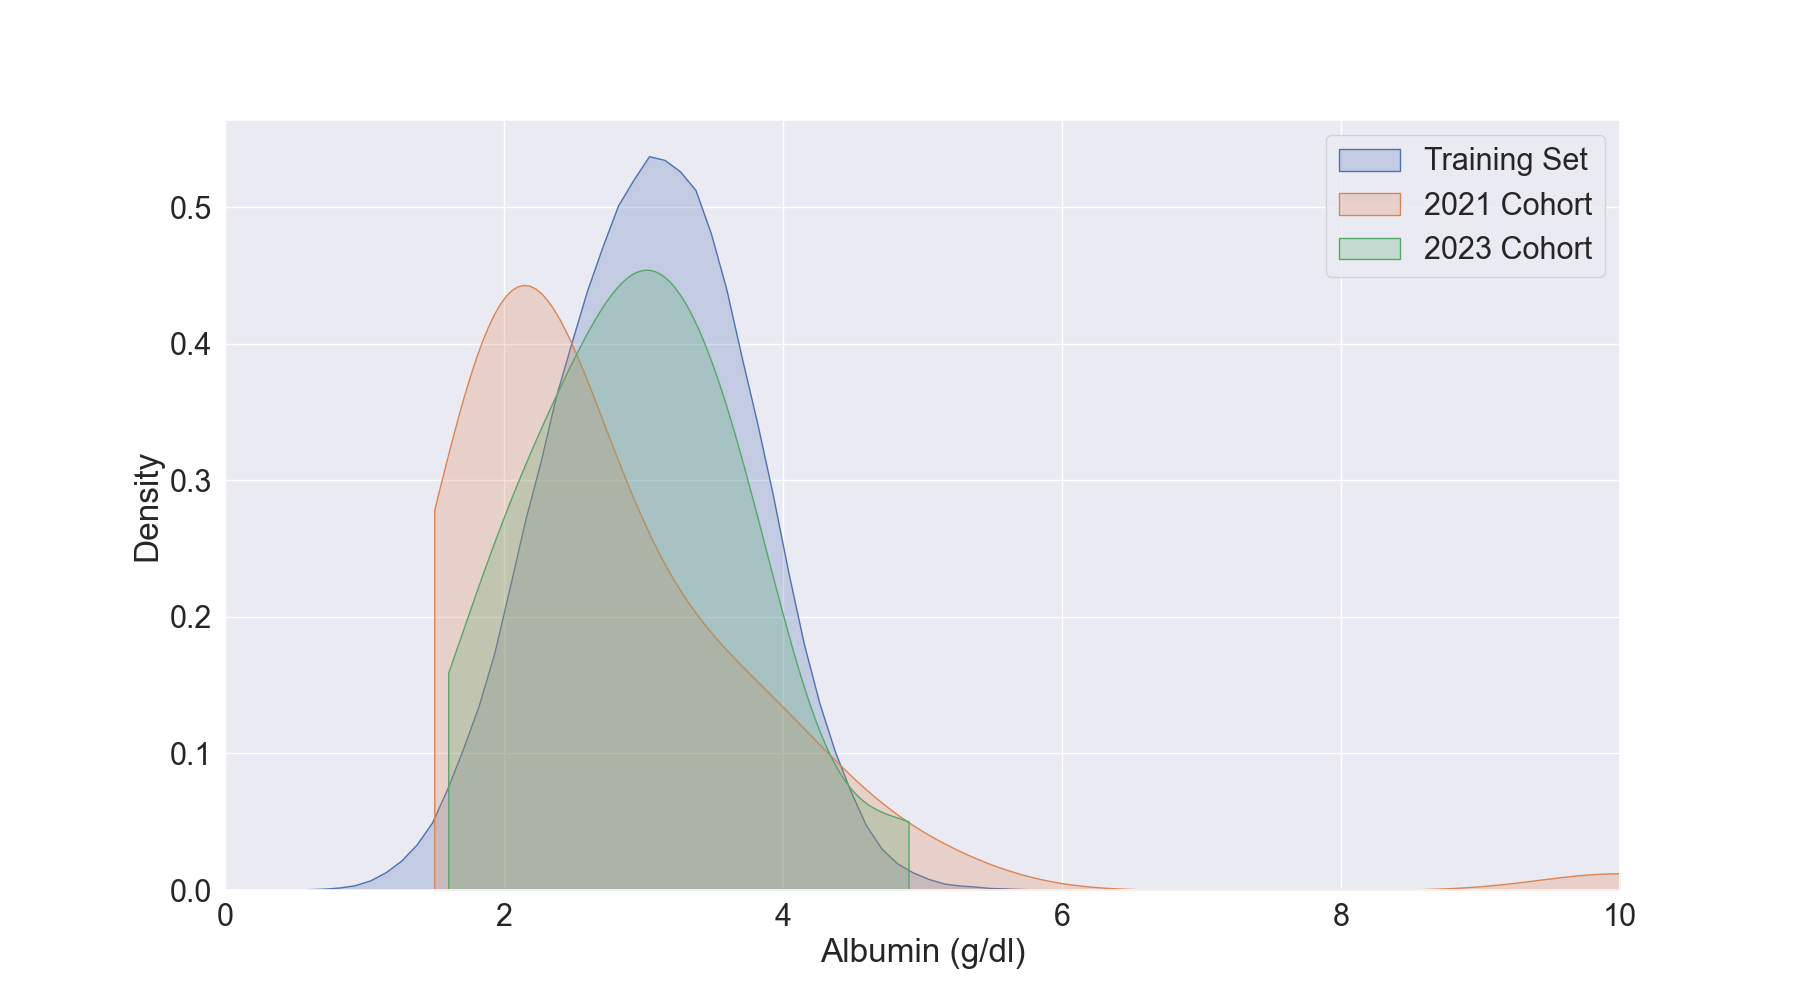 Training Set
2021 Cohort
2023 Cohort
Density
0.5
0.4
0.3
0.2
0.1
0.0
0 2 4 6 8 10
Albumin (g/dl)